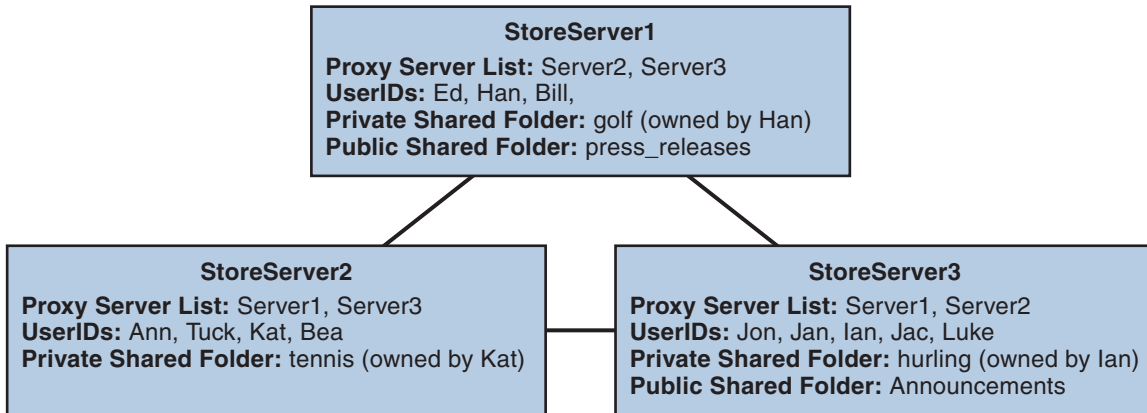 StoreServer1
Proxy Server List: Server2, Server3
UserIDs: Ed, Han, Bill,
Private Shared Folder: golf (owned by Han)
Public Shared Folder: press_releases
StoreServer2
Proxy Server List: Server1, Server3
UserIDs: Ann, Tuck, Kat, Bea
Private Shared Folder: tennis (owned by Kat)
StoreServer3
Proxy Server List: Server1, Server2
UserIDs: Jon, Jan, Ian, Jac, Luke
Private Shared Folder: hurling (owned by Ian)
Public Shared Folder: Announcements